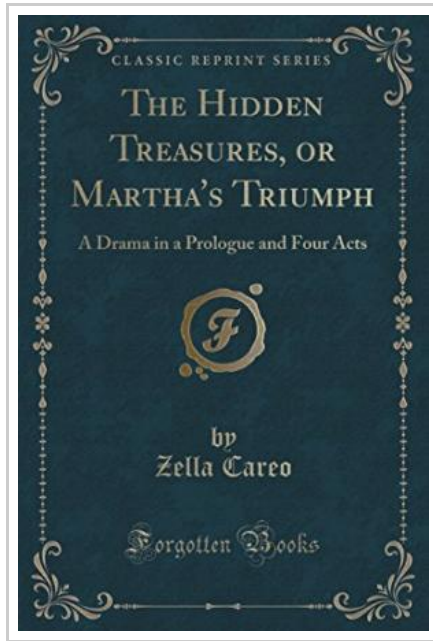 CLASSIC REPRINT SERIES
THE HIDDEN
TREASURES, OR
MARTHA'S TRIUMPH
A Drama in a Prologue and Four Acts
F
by
Zella Careo
Forgotten Books